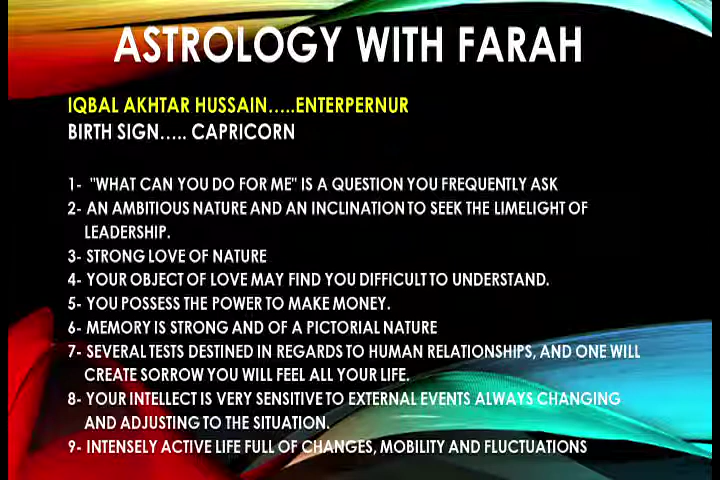 ASTROLOGY WITH FARAH
IQBAL AKHTAR HUSSAIN.....ENTERPERNUR
BIRTH SIGN..... CAPRICORN
1- "WHAT CAN YOU DO FOR ME" IS A QUESTION YOU FREQUENTLY ASK
2- AN AMBITIOUS NATURE AND AN INCLINATION TO SEEK THE LIMELIGHT OF
LEADERSHIP.
3- STRONG LOVE OF NATURE
4- YOUR OBJECT OF LOVE MAY FIND YOU DIFFICULT TO UNDERSTAND.
5- YOU POSSESS THE POWER TO MAKE MONEY.
6- MEMORY IS STRONG AND OF A PICTORIAL NATURE
7- SEVERAL TESTS DESTINED IN REGARDS TO HUMAN RELATIONSHIPS, AND ONE WILL
CREATE SORROW YOU WILL FEEL ALL YOUR LIFE.
8- YOUR INTELLECT IS VERY SENSITIVE TO EXTERNAL EVENTS ALWAYS CHANGING
AND ADJUSTING TO THE SITUATION.
9- INTENSELY ACTIVE LIFE FULL OF CHANGES, MOBILITY AND FLUCTUATIONS